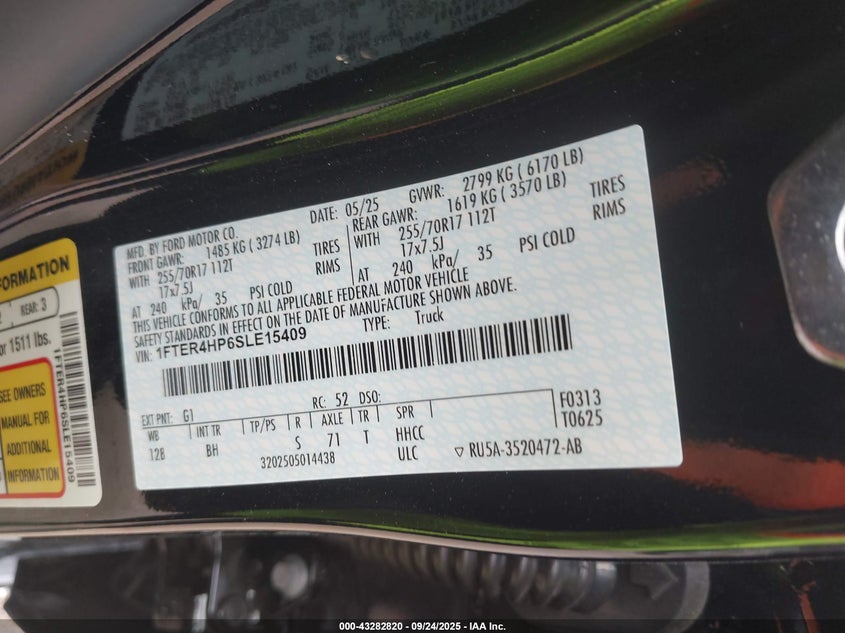 MFD. BY FORD MOTOR CO.
DATE: 05/25
GVWR: 2799 KG ( 6170 LB)
FRONT GAWR: 1485 KG ( 3274 LB)
REAR GAWR: 1619 KG ( 3570 LB)
WITH 255/70R17 112T TIRES
WITH 255/70R17 112T TIRES
17x7.5J RIMS
17x7.5J RIMS
AT 240 kPa/ 35 PSI COLD
AT 240 kPa/ 35 PSI COLD
THIS VEHICLE CONFORMS TO ALL APPLICABLE FEDERAL MOTOR VEHICLE
SAFETY STANDARDS IN EFFECT ON THE DATE OF MANUFACTURE SHOWN ABOVE.
VIN: 1FTER4HP6SLE15409
TYPE: Truck
EXT PNT: G1 RC: 52 DSO:
F0313
T0625
WB INT TR TP/PS R AXLE TR SPR
128 BH S 71 T HHCC
3202505014438 ULC RU5A-3520472-AB
FORMATION
REAR: 3
or 1511 lbs.
SEE OWNERS
MANUAL FOR
ADDITIONAL
INFORMATION
1FTER4HP6SLE15409
000-43282820 - 09/24/2025 - IAA Inc.